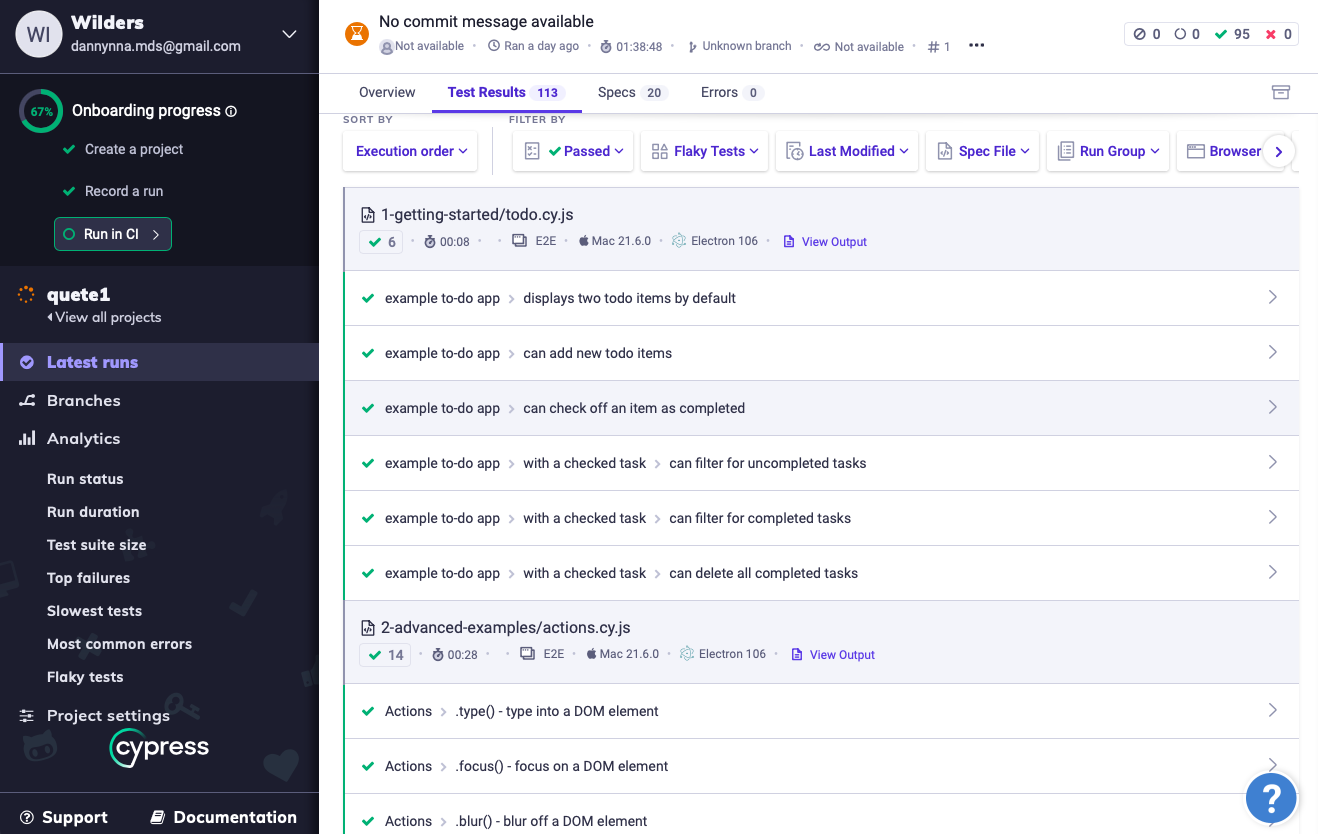 WI
Wilders
dannynna.mds@gmail.com
67%
Onboarding progress
Create a project
Record a run
Run in CI
quete1
View all projects
Latest runs
Branches
Analytics
Run status
Run duration
Test suite size
Top failures
Slowest tests
Most common errors
Flaky tests
Project settings
cypress
Support
Documentation
No commit message available
Not available
Ran a day ago
01:38:48
Unknown branch
Not available
# 1
0 0 95 0
Overview
Test Results 113
Specs 20
Errors 0
SORT BY
FILTER BY
Execution order
Passed
Flaky Tests
Last Modified
Spec File
Run Group
Browser
1-getting-started/todo.cy.js
6 00:08 E2E Mac 21.6.0 Electron 106 View Output
example to-do app > displays two todo items by default
example to-do app > can add new todo items
example to-do app > can check off an item as completed
example to-do app > with a checked task > can filter for uncompleted tasks
example to-do app > with a checked task > can filter for completed tasks
example to-do app > with a checked task > can delete all completed tasks
2-advanced-examples/actions.cy.js
14 00:28 E2E Mac 21.6.0 Electron 106 View Output
Actions > .type() - type into a DOM element
Actions > .focus() - focus on a DOM element
Actions > .blur() - blur off a DOM element
?